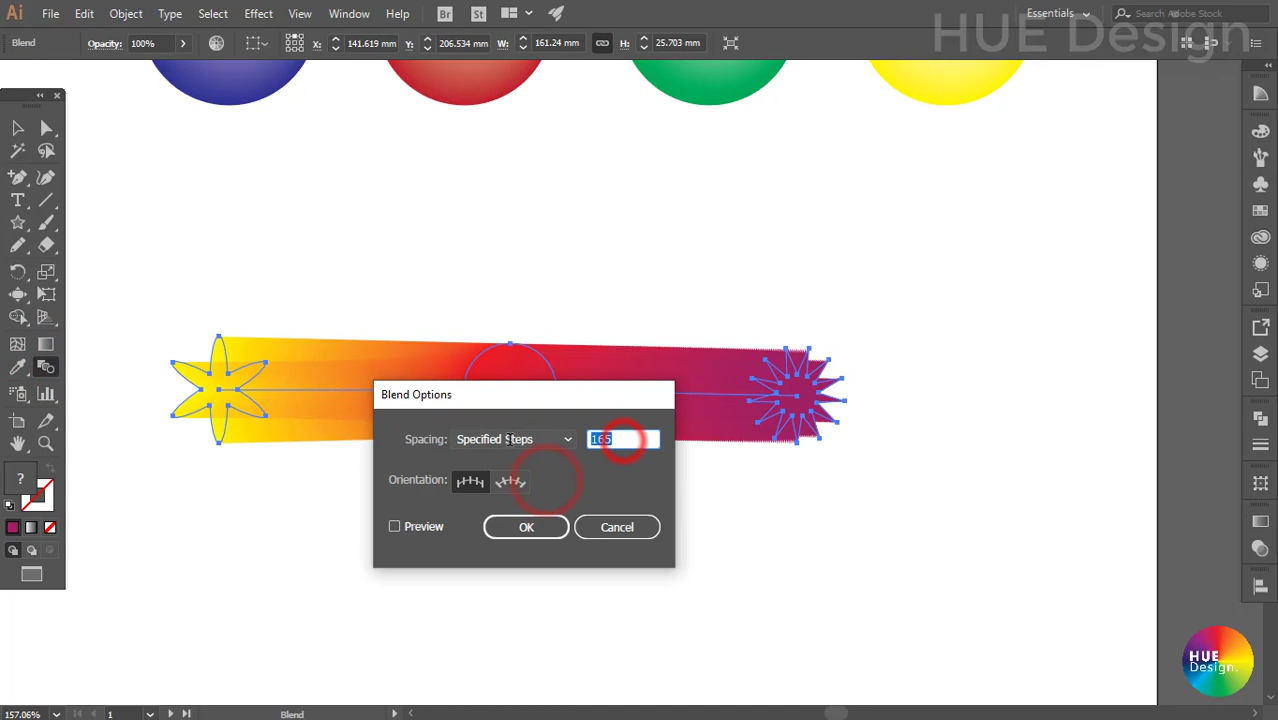 Ai File Edit Object Type Select Effect View Window Help Br St Essentials Search Adobe Stock
HUE Design
Blend Opacity: 100% X: 141.619 mm Y: 206.534 mm W: 161.24 mm H: 25.703 mm
Blend Options
Spacing: Specified Steps 165
Orientation:
Preview OK Cancel
?
HUE
Design.
157.06% 1 Blend